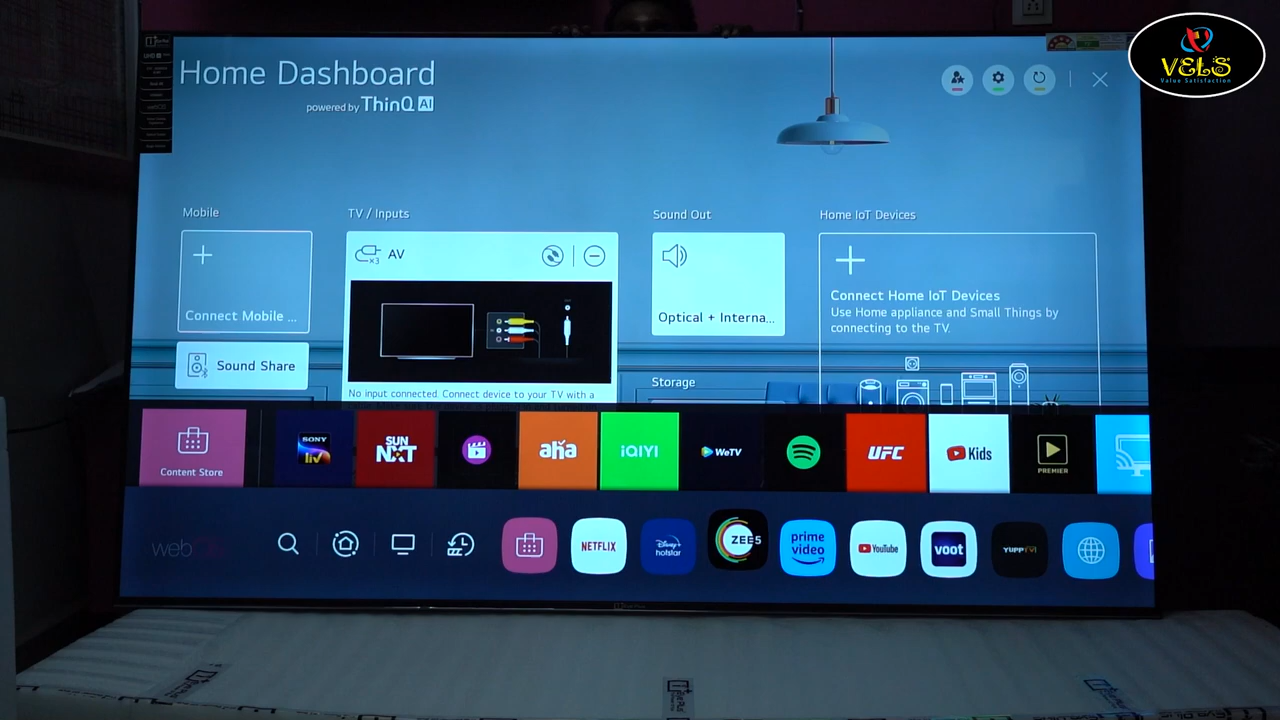 VELS
Value Satisfaction
Home Dashboard
powered by ThinQ AI
Mobile
TV / Inputs
Sound Out
Home IoT Devices
x3 AV
Connect Mobile ...
Optical + Interna...
Connect Home IoT Devices
Use Home appliance and Small Things by
connecting to the TV.
Sound Share
No input connected. Connect device to your TV with a
Storage
Content Store
SONY
liv
SUN
NXT
aha
iQIYI
WeTV
UFC
Kids
PREMIER
web
NETFLIX
Disney+
hotstar
ZEE5
prime
video
YouTube
voot
YUPPTV